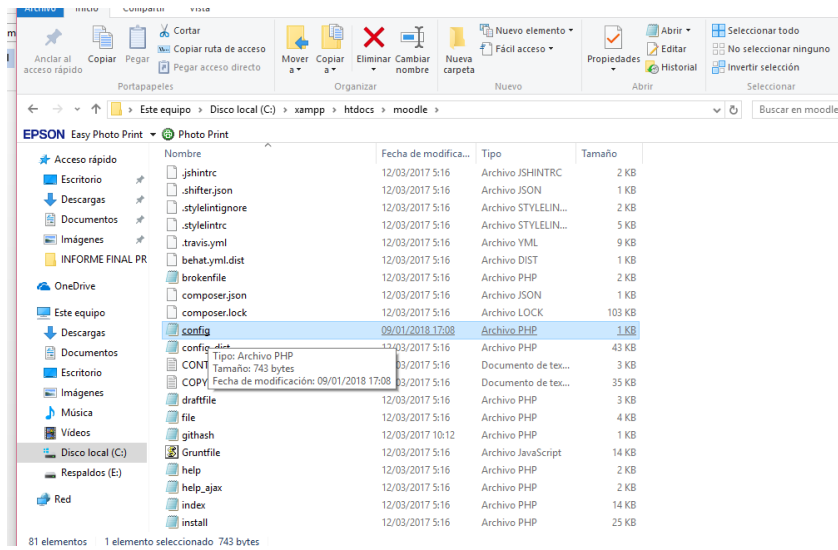 Archivo Inicio Compartir Vista
Anclar al acceso rápido
Copiar
Pegar
Cortar
Copiar ruta de acceso
Pegar acceso directo
Portapapeles
Mover a
Copiar a
Eliminar
Cambiar nombre
Organizar
Nueva carpeta
Nuevo elemento
Fácil acceso
Nuevo
Propiedades
Abrir
Editar
Historial
Abrir
Seleccionar todo
No seleccionar ninguno
Invertir selección
Seleccionar
Este equipo > Disco local (C:) > xampp > htdocs > moodle >
Buscar en moodle
EPSON Easy Photo Print Photo Print
Acceso rápido
Escritorio
Descargas
Documentos
Imágenes
INFORME FINAL PR
OneDrive
Este equipo
Descargas
Documentos
Escritorio
Imágenes
Música
Vídeos
Disco local (C:)
Respaldos (E:)
Red
Nombre Fecha de modifica... Tipo Tamaño
.jshintrc 12/03/2017 5:16 Archivo JSHINTRC 2 KB
.shifter.json 12/03/2017 5:16 Archivo JSON 1 KB
.stylelintignore 12/03/2017 5:16 Archivo STYLELIN... 2 KB
.stylelintrc 12/03/2017 5:16 Archivo STYLELIN... 5 KB
.travis.yml 12/03/2017 5:16 Archivo YML 9 KB
behat.yml.dist 12/03/2017 5:16 Archivo DIST 1 KB
brokenfile 12/03/2017 5:16 Archivo PHP 2 KB
composer.json 12/03/2017 5:16 Archivo JSON 1 KB
composer.lock 12/03/2017 5:16 Archivo LOCK 103 KB
config 09/01/2018 17:08 Archivo PHP 1 KB
config-dist 12/03/2017 5:16 Archivo PHP 43 KB
CONT 03/2017 5:16 Documento de tex... 3 KB
COPY 03/2017 5:16 Documento de tex... 35 KB
Tipo: Archivo PHP
Tamaño: 743 bytes
Fecha de modificación: 09/01/2018 17:08
draftfile 12/03/2017 5:16 Archivo PHP 3 KB
file 12/03/2017 5:16 Archivo PHP 4 KB
githash 12/03/2017 10:12 Archivo PHP 1 KB
Gruntfile 12/03/2017 5:16 Archivo JavaScript 14 KB
help 12/03/2017 5:16 Archivo PHP 2 KB
help_ajax 12/03/2017 5:16 Archivo PHP 2 KB
index 12/03/2017 5:16 Archivo PHP 14 KB
install 12/03/2017 5:16 Archivo PHP 25 KB
81 elementos 1 elemento seleccionado 743 bytes